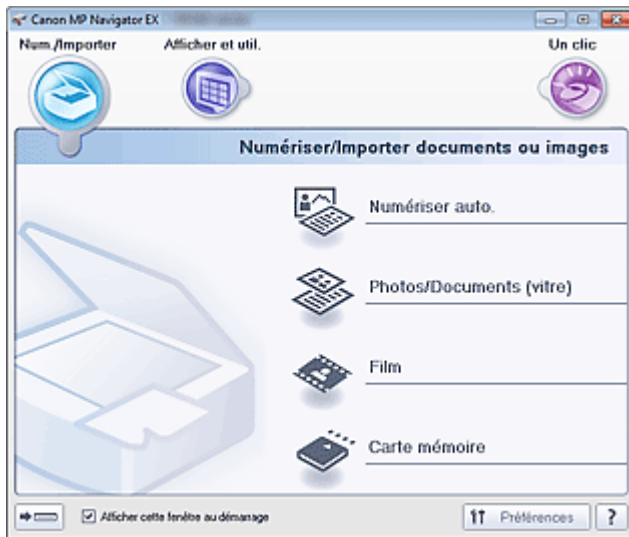 Canon MP Navigator EX
Num./Importer
Afficher et util.
Un clic
Numériser/Importer documents ou images
Numériser auto.
Photos/Documents (vitre)
Film
Carte mémoire
Afficher cette fenêtre au démarrage
Préférences
?